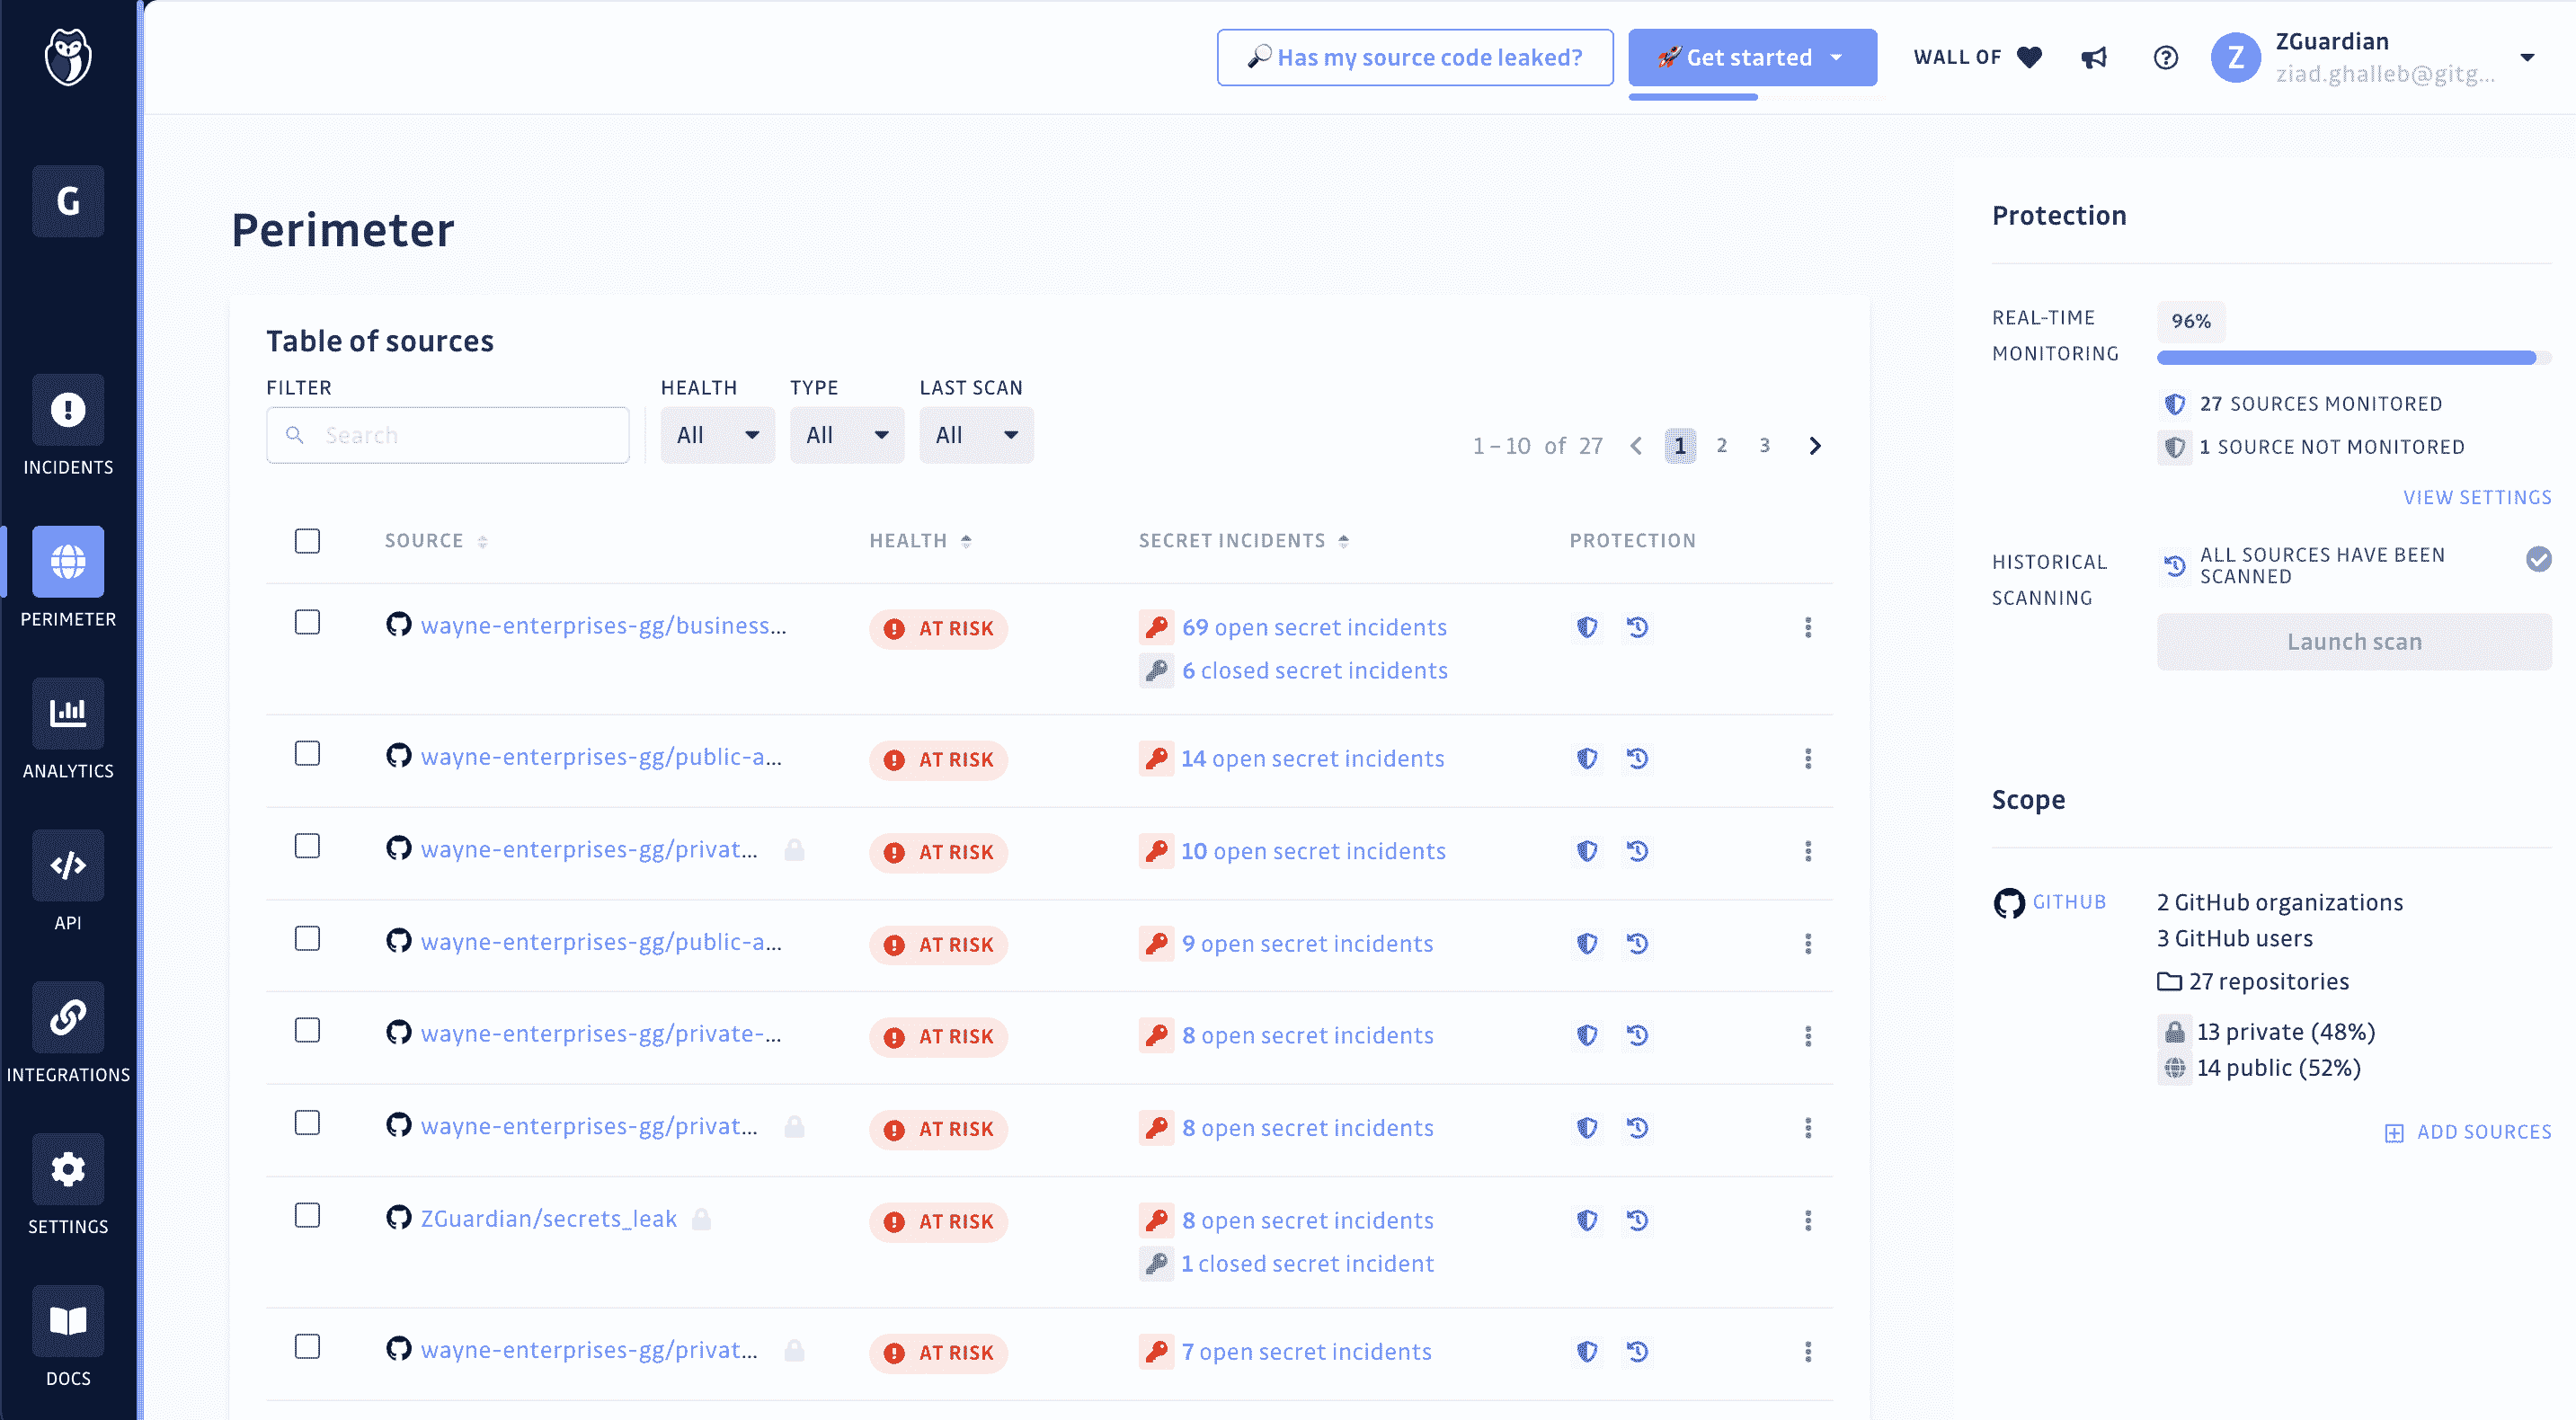 Has my source code leaked?
Get started
WALL OF
ZGuardian
ziad.ghalleb@gitg...
Z
G
INCIDENTS
PERIMETER
ANALYTICS
API
INTEGRATIONS
SETTINGS
DOCS
Perimeter
Table of sources
FILTER
HEALTH
TYPE
LAST SCAN
Search
All
All
All
1-10 of 27
1
2
3
SOURCE
HEALTH
SECRET INCIDENTS
PROTECTION
wayne-enterprises-gg/business...
AT RISK
69 open secret incidents
6 closed secret incidents
wayne-enterprises-gg/public-a...
AT RISK
14 open secret incidents
wayne-enterprises-gg/privat...
AT RISK
10 open secret incidents
wayne-enterprises-gg/public-a...
AT RISK
9 open secret incidents
wayne-enterprises-gg/private-...
AT RISK
8 open secret incidents
wayne-enterprises-gg/privat...
AT RISK
8 open secret incidents
ZGuardian/secrets_leak
AT RISK
8 open secret incidents
1 closed secret incident
wayne-enterprises-gg/privat...
AT RISK
7 open secret incidents
Protection
REAL-TIME
MONITORING
96%
27 SOURCES MONITORED
1 SOURCE NOT MONITORED
VIEW SETTINGS
HISTORICAL
SCANNING
ALL SOURCES HAVE BEEN
SCANNED
Launch scan
Scope
GITHUB
2 GitHub organizations
3 GitHub users
27 repositories
13 private (48%)
14 public (52%)
ADD SOURCES